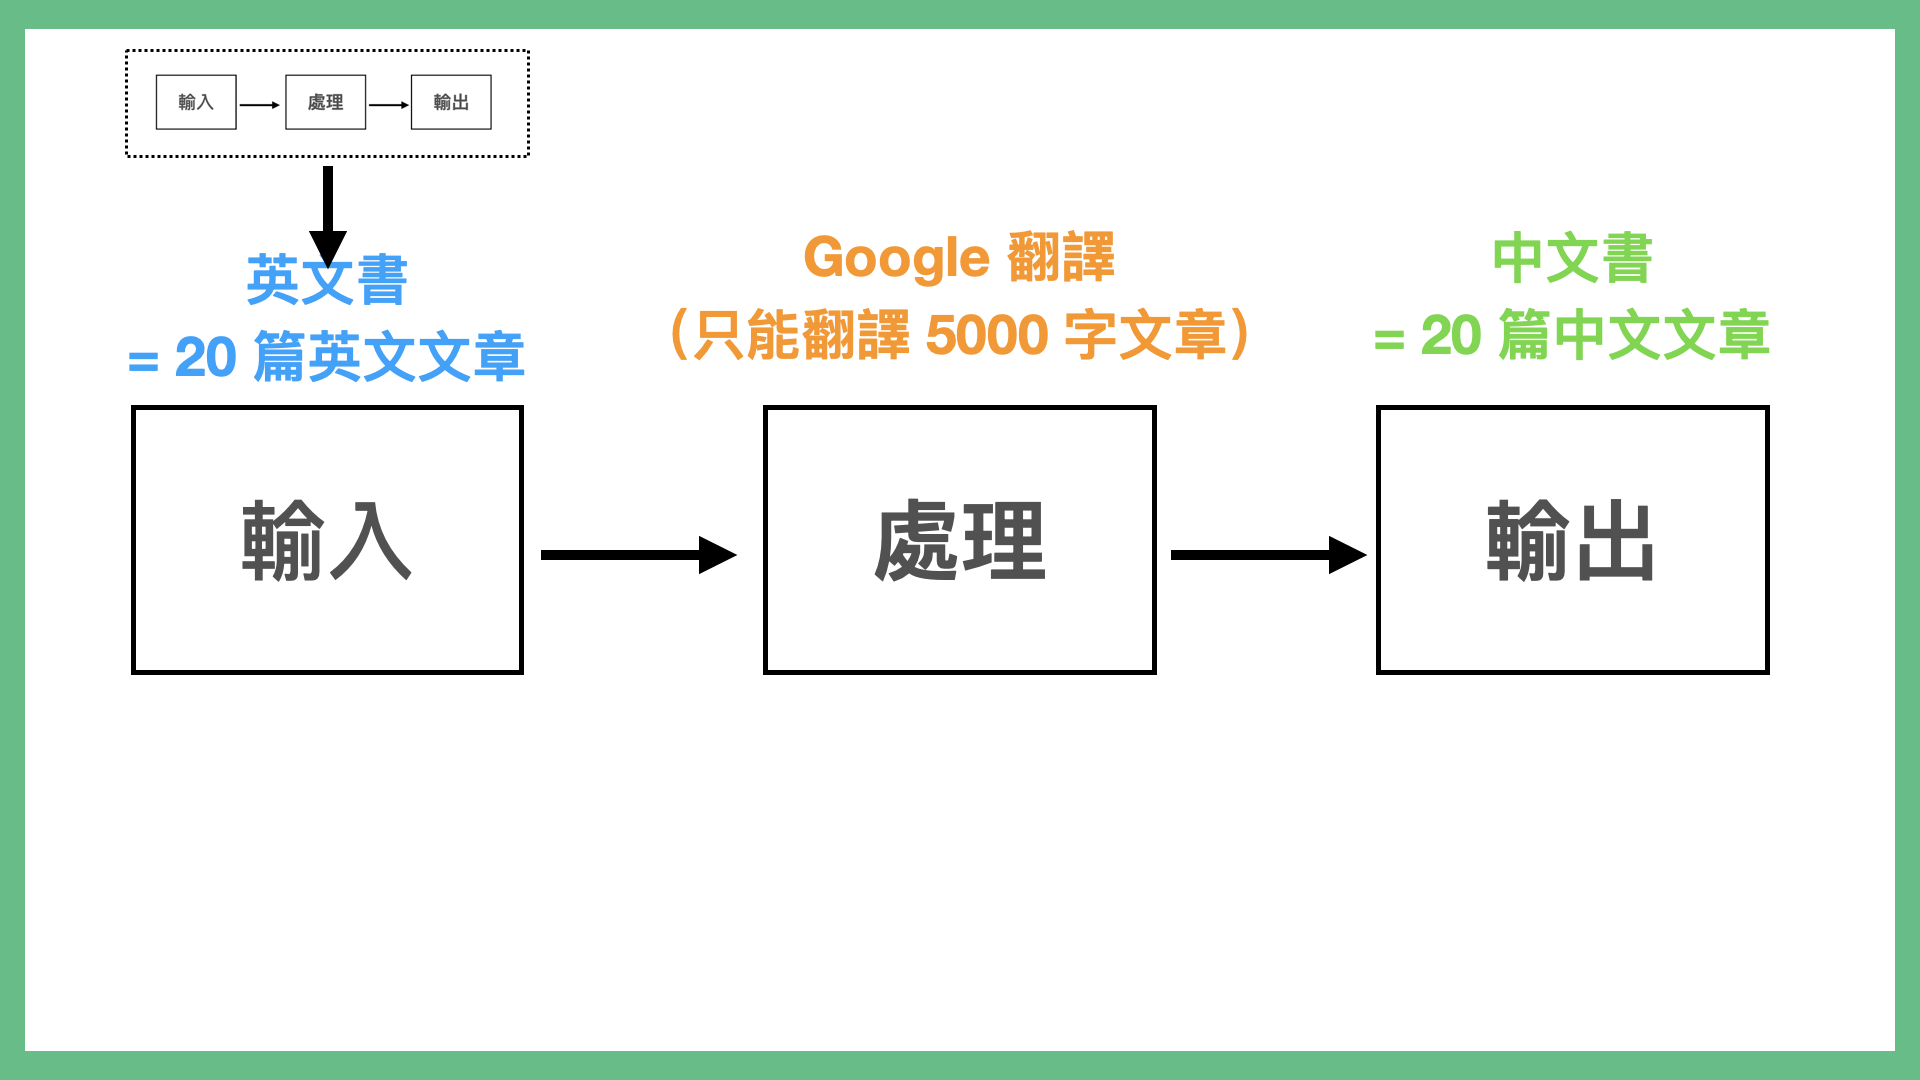 輸入
處理
輸出
英文書
= 20 篇英文文章
Google 翻譯
（只能翻譯 5000 字文章）
中文書
= 20 篇中文文章
輸入
處理
輸出